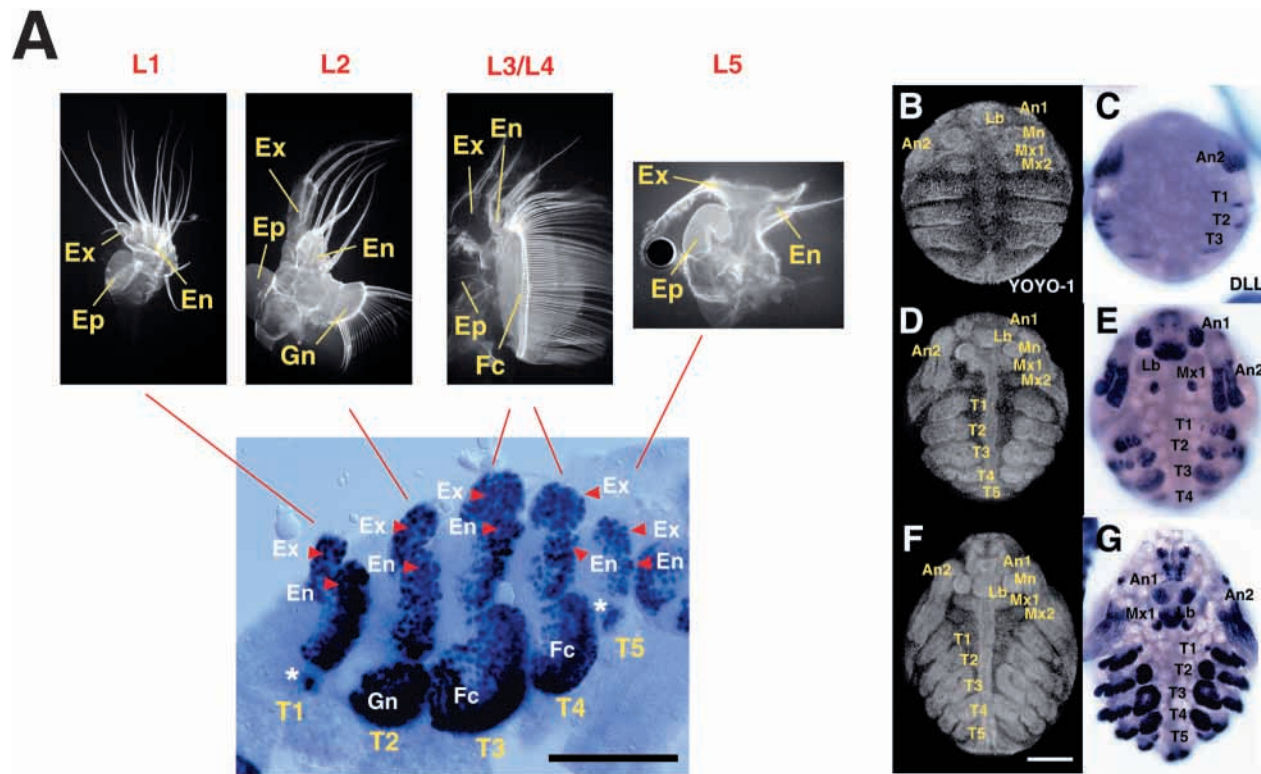 A
L1 L2 L3/L4 L5
Ex Ep En
Ex Ep En Gn
Ex En Ep Fc
Ex Ep En
Ex En * T1
Ex En Gn T2
Ex En Fc T3
Ex En Fc T4
Ex En * T5
B An1 Lb An2 Mn Mx1 Mx2 YOYO-1
C An2 T1 T2 T3 DLL
D An1 Lb An2 Mn Mx1 Mx2 T1 T2 T3 T4 T5
E An1 Lb Mx1 An2 T1 T2 T3 T4
F An1 An2 Mn Lb Mx1 Mx2 T1 T2 T3 T4 T5
G An1 An2 Mx1 Lb T1 T2 T3 T4 T5